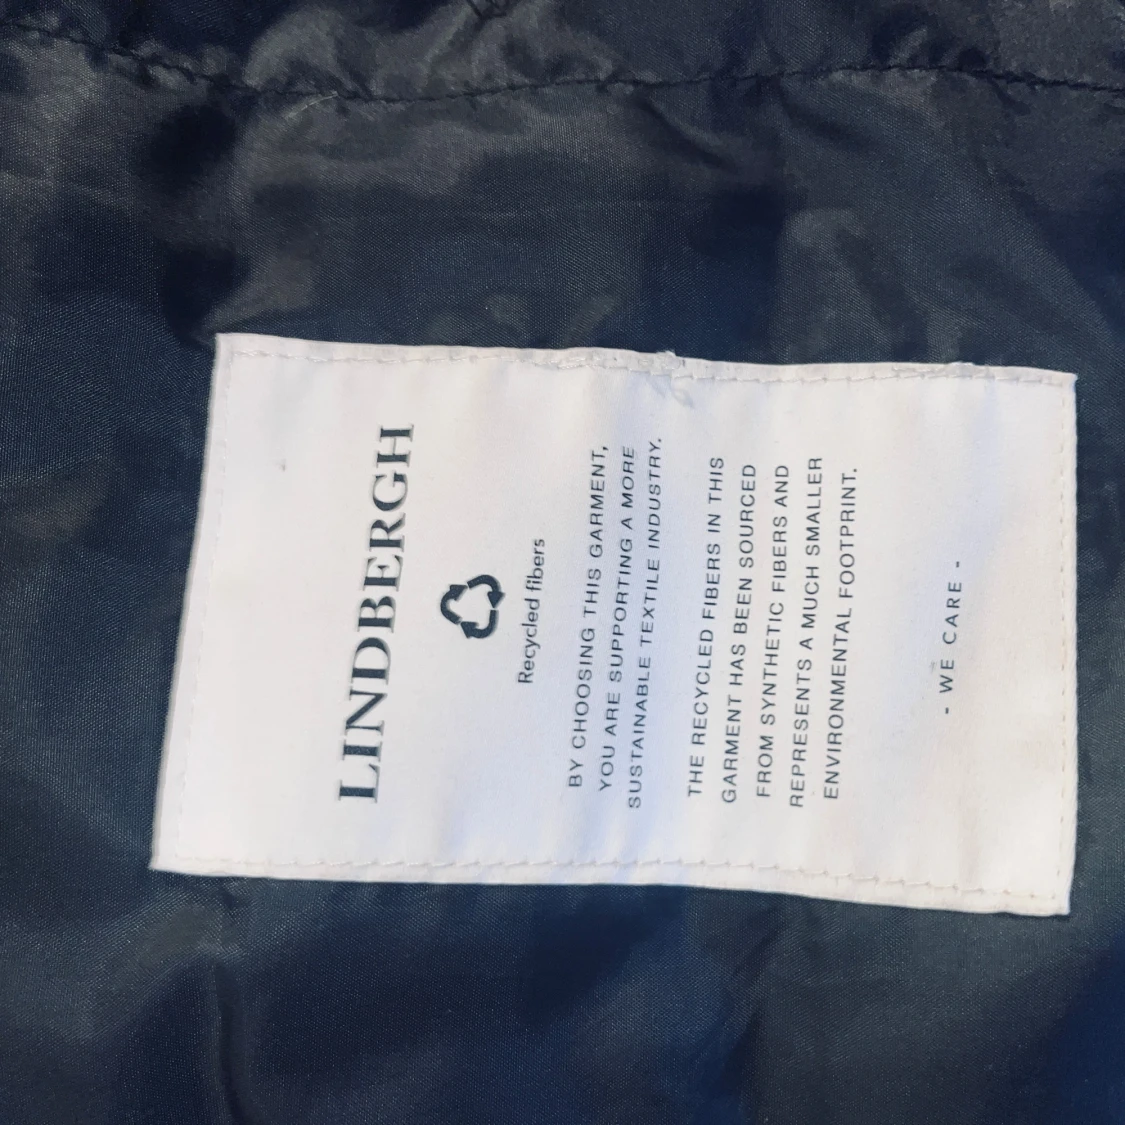 LINDBERGH
Recycled fibers
BY CHOOSING THIS GARMENT,
YOU ARE SUPPORTING A MORE
SUSTAINABLE TEXTILE INDUSTRY.
THE RECYCLED FIBERS IN THIS
GARMENT HAS BEEN SOURCED
FROM SYNTHETIC FIBERS AND
REPRESENTS A MUCH SMALLER
ENVIRONMENTAL FOOTPRINT.
- WE CARE -